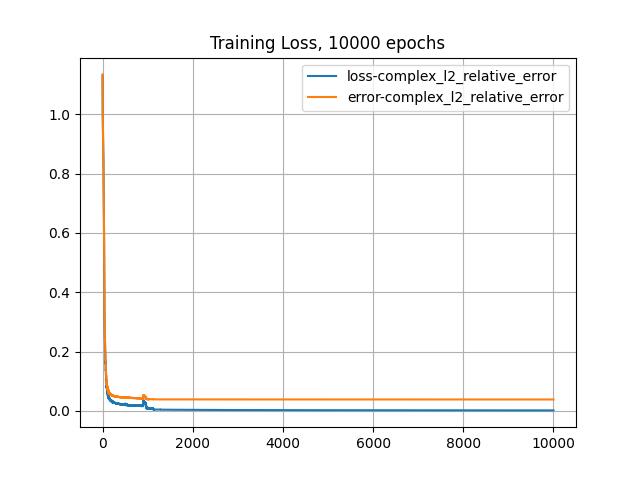 Training Loss, 10000 epochs
loss-complex_l2_relative_error
error-complex_l2_relative_error
1.0
0.8
0.6
0.4
0.2
0.0
0 2000 4000 6000 8000 10000